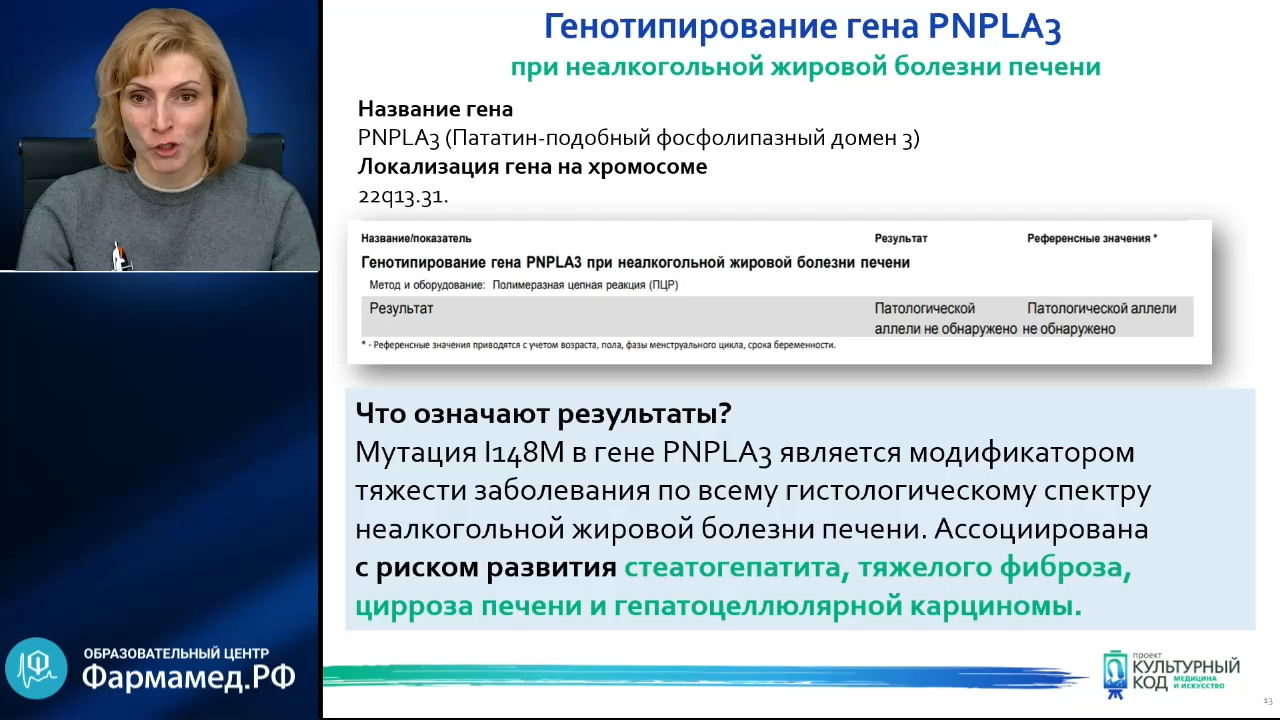 Генотипирование гена PNPLA3
при неалкогольной жировой болезни печени
Название гена
PNPLA3 (Пататин-подобный фосфолипазный домен 3)
Локализация гена на хромосоме
22q13.31.
Название/показатель Результат Референсные значения *
Генотипирование гена PNPLA3 при неалкогольной жировой болезни печени
Метод и оборудование: Полимеразная цепная реакция (ПЦР)
Результат Патологической Патологической аллели
аллели не обнаружено не обнаружено
* - Референсные значения приводятся с учетом возраста, пола, фазы менструального цикла, срока беременности.
Что означают результаты?
Мутация I148M в гене PNPLA3 является модификатором
тяжести заболевания по всему гистологическому спектру
неалкогольной жировой болезни печени. Ассоциирована
с риском развития стеатогепатита, тяжелого фиброза,
цирроза печени и гепатоцеллюлярной карциномы.
ОБРАЗОВАТЕЛЬНЫЙ ЦЕНТР
Фармамед.РФ
проект
КУЛЬТУРНЫЙ
КОД МЕДИЦИНА
И ИСКУССТВО
13